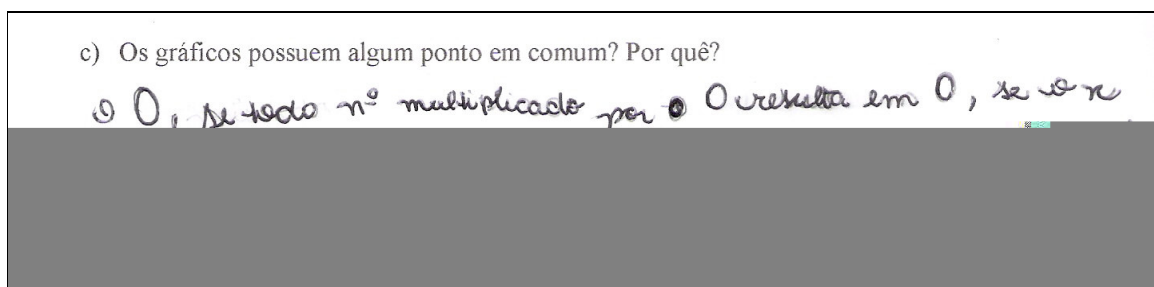 c) Os gráficos possuem algum ponto em comum? Por quê?
o 0, se todo nº multiplicado por 0 resulta em 0, se o x